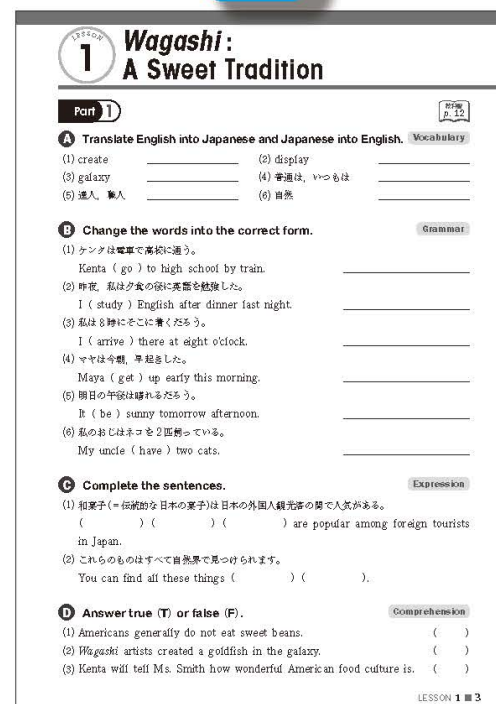 LESSON
1
Wagashi :
A Sweet Tradition
Part 1
教科書
p. 12
A Translate English into Japanese and Japanese into English. Vocabulary
(1) create (2) display
(3) galaxy (4) 普通は，いつもは
(5) 達人，職人 (6) 自然
B Change the words into the correct form. Grammar
(1) ケンタは電車で高校に通う。
Kenta ( go ) to high school by train.
(2) 昨夜，私は夕食の後に英語を勉強した。
I ( study ) English after dinner last night.
(3) 私は8時にそこに着くだろう。
I ( arrive ) there at eight o'clock.
(4) マヤは今朝，早起きした。
Maya ( get ) up early this morning.
(5) 明日の午後は晴れるだろう。
It ( be ) sunny tomorrow afternoon.
(6) 私のおじはネコを2匹飼っている。
My uncle ( have ) two cats.
C Complete the sentences. Expression
(1) 和菓子(=伝統的な日本の菓子)は日本の外国人観光客の間で人気がある。
( ) ( ) ( ) are popular among foreign tourists
in Japan.
(2) これらのものはすべて自然界で見つけられます。
You can find all these things ( ) ( ).
D Answer true (T) or false (F). Comprehension
(1) Americans generally do not eat sweet beans. ( )
(2) Wagashi artists created a goldfish in the galaxy. ( )
(3) Kenta will tell Ms. Smith how wonderful American food culture is. ( )
LESSON 1 ■ 3